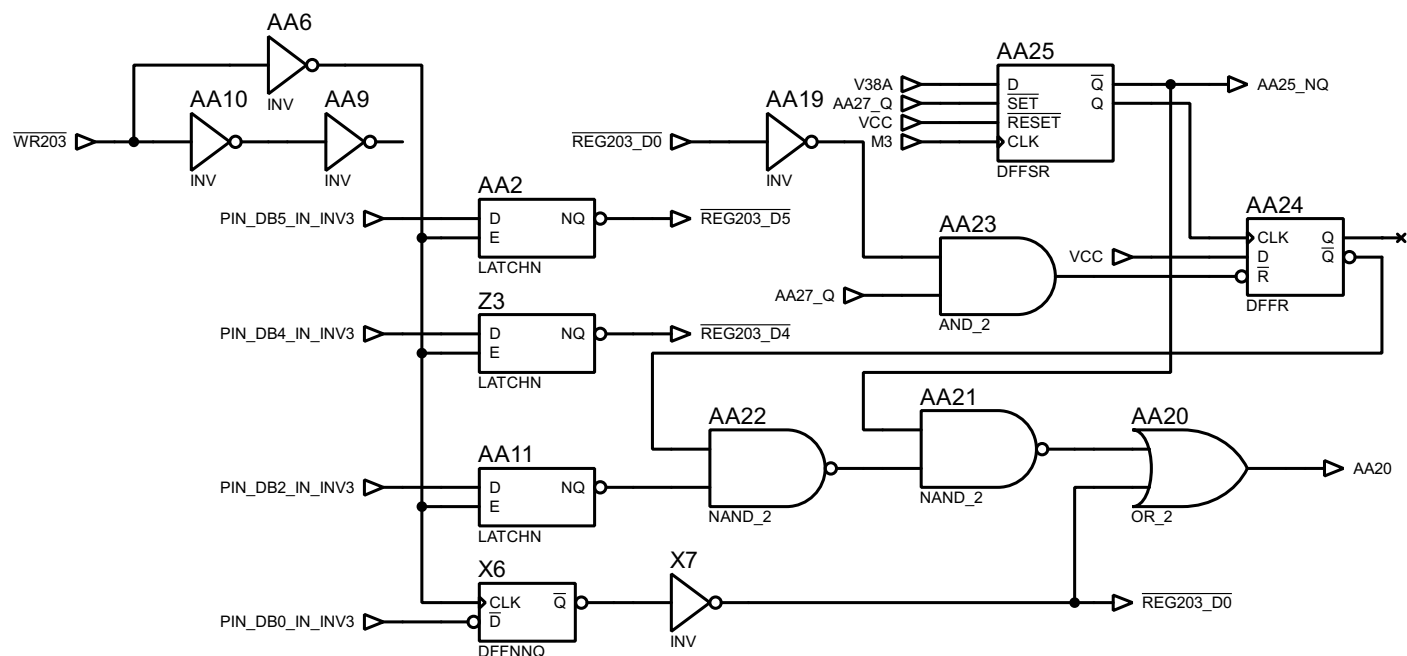 AA6
INV
AA10
AA9
WR203
INV
INV
PIN_DB5_IN_INV3
AA2
D
E
NQ
LATCHN
REG203_D5
PIN_DB4_IN_INV3
Z3
D
E
NQ
LATCHN
REG203_D4
PIN_DB2_IN_INV3
AA11
D
E
NQ
LATCHN
PIN_DB0_IN_INV3
X6
CLK
D
Q
DFFNNQ
X7
INV
REG203_D0
REG203_D0
AA19
INV
V38A
AA27_Q
VCC
M3
AA25
D
SET
RESET
CLK
Q
Q
DFFSR
AA25_NQ
AA27_Q
AA23
AND_2
VCC
AA24
CLK
D
R
Q
Q
DFFR
AA22
NAND_2
AA21
NAND_2
AA20
OR_2
AA20